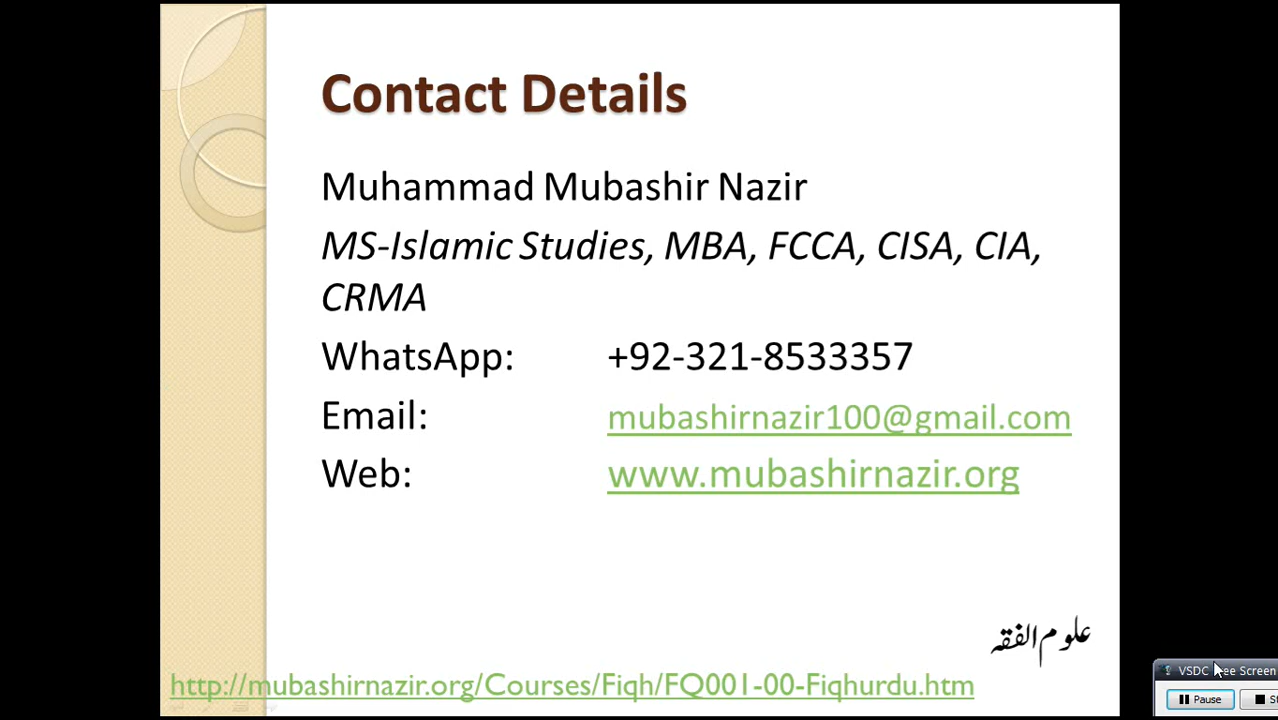 Contact Details
Muhammad Mubashir Nazir
MS-Islamic Studies, MBA, FCCA, CISA, CIA,
CRMA
WhatsApp: +92-321-8533357
Email: mubashirnazir100@gmail.com
Web: www.mubashirnazir.org
علوم الفقہ
http://mubashirnazir.org/Courses/Fiqh/FQ001-00-Fiqhurdu.htm
VSDC Screen
Pause